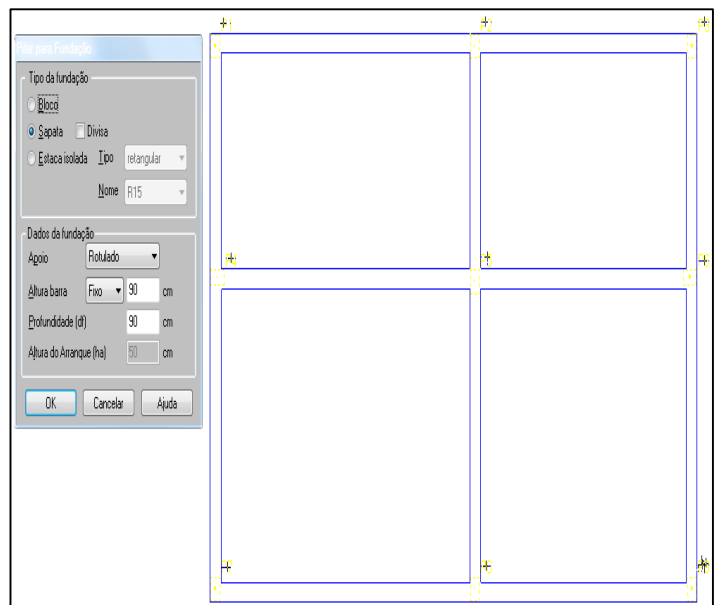 Pilar para Fundação
Tipo da fundação
Bloco
Sapata Divisa
Estaca isolada Tipo retangular
Nome R15
Dados da fundação
Apoio Rotulado
Altura barra Fixo 90 cm
Profundidade (df) 90 cm
Altura do Arranque (ha) 50 cm
OK Cancelar Ajuda